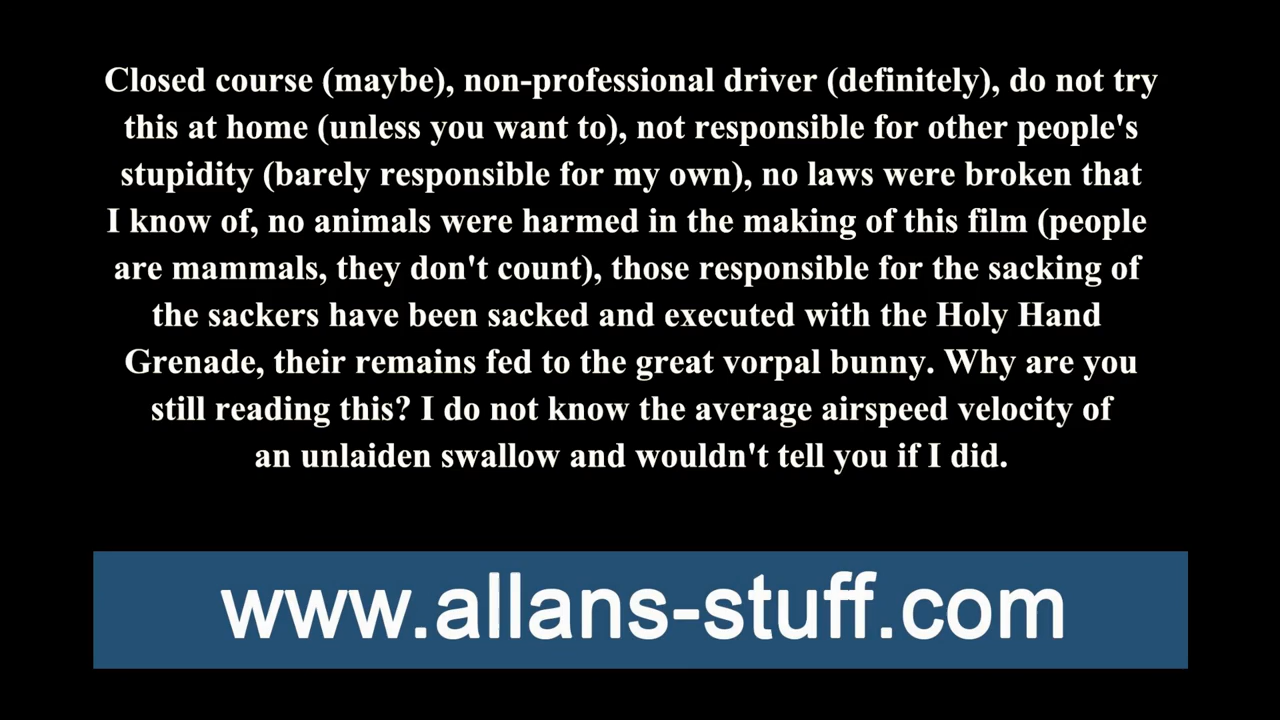 Closed course (maybe), non-professional driver (definitely), do not try
this at home (unless you want to), not responsible for other people's
stupidity (barely responsible for my own), no laws were broken that
I know of, no animals were harmed in the making of this film (people
are mammals, they don't count), those responsible for the sacking of
the sackers have been sacked and executed with the Holy Hand
Grenade, their remains fed to the great vorpal bunny. Why are you
still reading this? I do not know the average airspeed velocity of
an unlaiden swallow and wouldn't tell you if I did.
www.allans-stuff.com